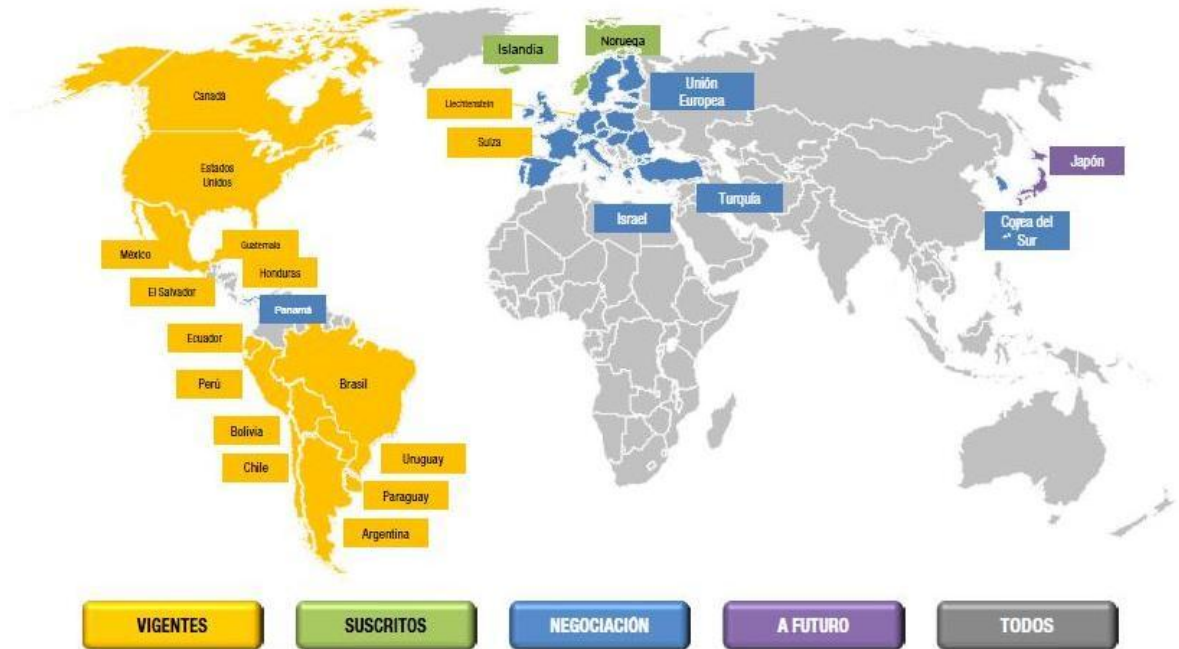 Islandia
Noruega
Canadá
Liechtenstein
Unión
Europea
Suiza
Estados
Unidos
Japón
Turquía
Israel
Corea del
Sur
México
Guatemala
Honduras
El Salvador
Panamá
Ecuador
Perú
Brasil
Bolivia
Chile
Uruguay
Paraguay
Argentina
VIGENTES
SUSCRITOS
NEGOCIACIÓN
A FUTURO
TODOS